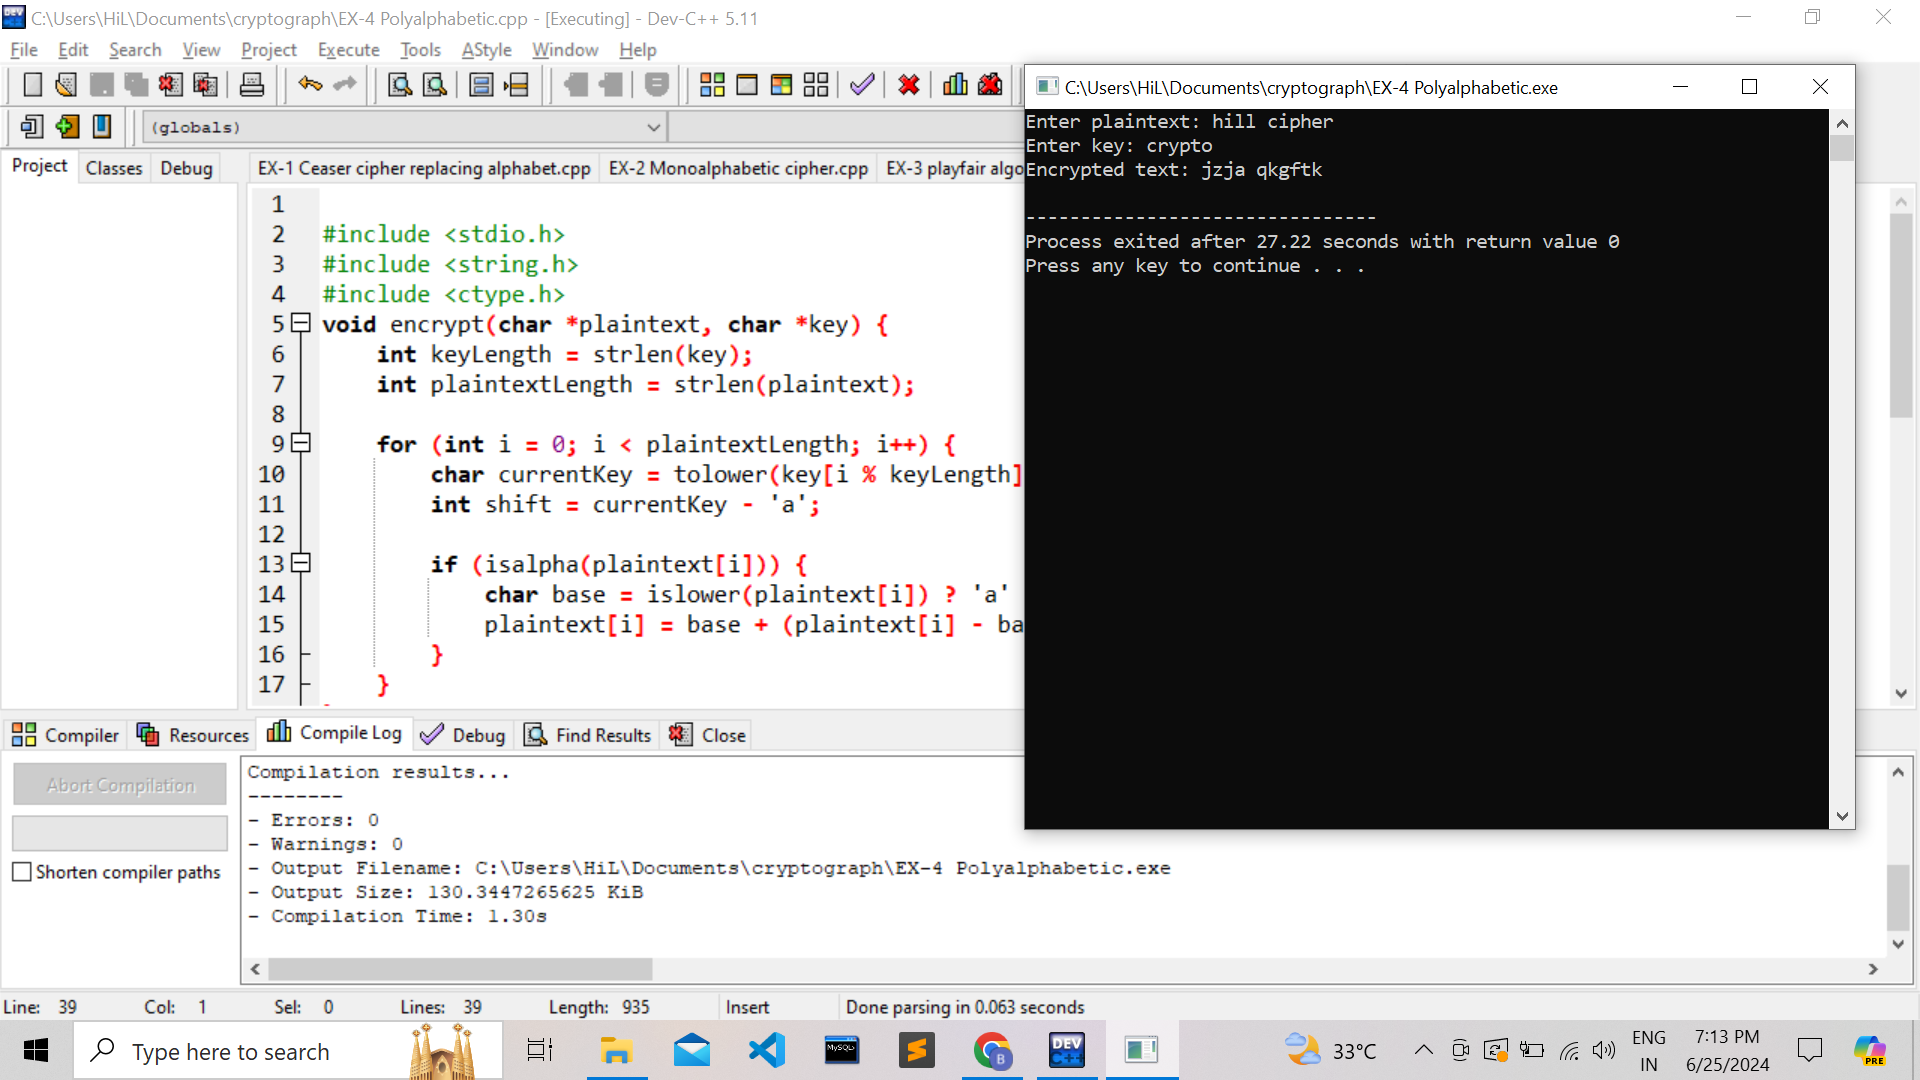 C:\Users\HiL\Documents\cryptograph\EX-4 Polyalphabetic.cpp - [Executing] - Dev-C++ 5.11
File Edit Search View Project Execute Tools AStyle Window Help
(globals)
Project Classes Debug
EX-1 Ceaser cipher replacing alphabet.cpp EX-2 Monoalphabetic cipher.cpp EX-3 playfair algo
1
2 #include <stdio.h>
3 #include <string.h>
4 #include <ctype.h>
5 void encrypt(char *plaintext, char *key) {
6 int keyLength = strlen(key);
7 int plaintextLength = strlen(plaintext);
8
9 for (int i = 0; i < plaintextLength; i++) {
10 char currentKey = tolower(key[i % keyLength]
11 int shift = currentKey - 'a';
12
13 if (isalpha(plaintext[i])) {
14 char base = islower(plaintext[i]) ? 'a'
15 plaintext[i] = base + (plaintext[i] - ba
16 }
17 }
C:\Users\HiL\Documents\cryptograph\EX-4 Polyalphabetic.exe
Enter plaintext: hill cipher
Enter key: crypto
Encrypted text: jzja qkgftk
--------------------------------
Process exited after 27.22 seconds with return value 0
Press any key to continue . . .
Compiler Resources Compile Log Debug Find Results Close
Abort Compilation
Shorten compiler paths
Compilation results...
--------
- Errors: 0
- Warnings: 0
- Output Filename: C:\Users\HiL\Documents\cryptograph\EX-4 Polyalphabetic.exe
- Output Size: 130.3447265625 KiB
- Compilation Time: 1.30s
Line: 39 Col: 1 Sel: 0 Lines: 39 Length: 935 Insert Done parsing in 0.063 seconds
Type here to search
MySQL
DEV C++
B
33°C
ENG
IN
7:13 PM
6/25/2024
PRE